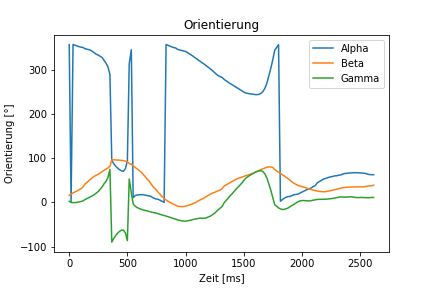 Orientierung
Alpha
Beta
Gamma
Orientierung [°]
300
200
100
0
−100
0
500
1000
1500
2000
2500
Zeit [ms]